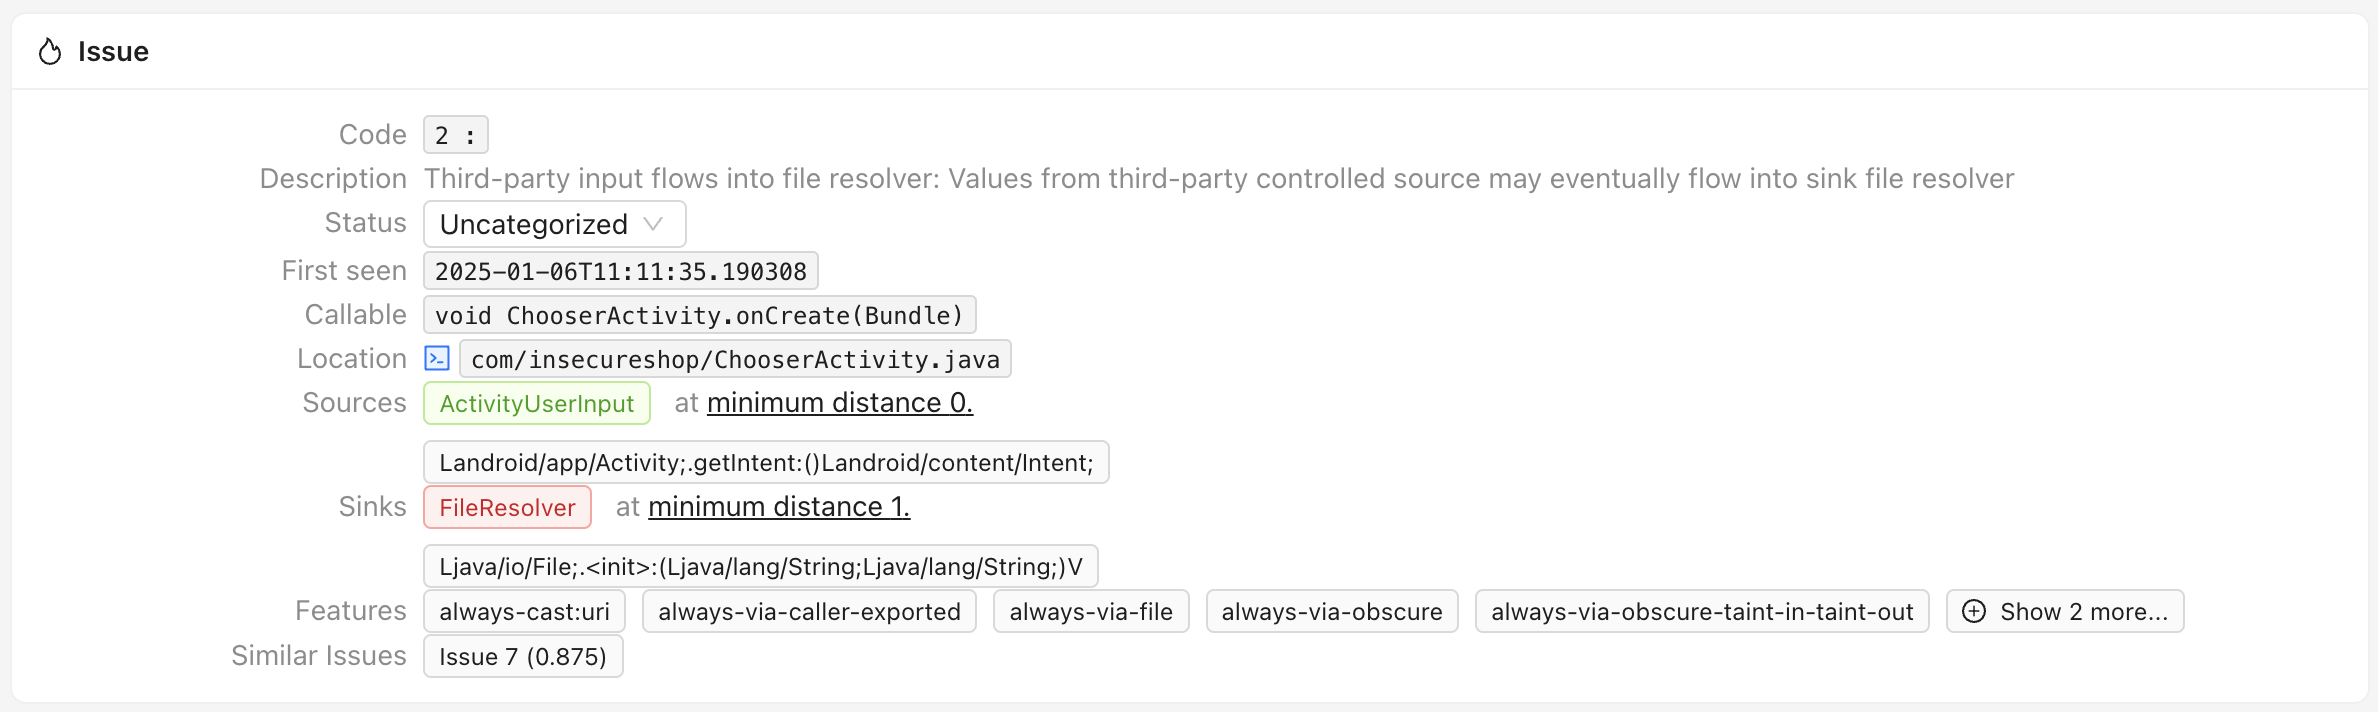 Issue
Code 2 :
Description Third-party input flows into file resolver: Values from third-party controlled source may eventually flow into sink file resolver
Status Uncategorized
First seen 2025-01-06T11:11:35.190308
Callable void ChooserActivity.onCreate(Bundle)
Location com/insecureshop/ChooserActivity.java
Sources ActivityUserInput at minimum distance 0.
Landroid/app/Activity;.getIntent:()Landroid/content/Intent;
Sinks FileResolver at minimum distance 1.
Ljava/io/File;.<init>:(Ljava/lang/String;Ljava/lang/String;)V
Features always-cast:uri always-via-caller-exported always-via-file always-via-obscure always-via-obscure-taint-in-taint-out Show 2 more...
Similar Issues Issue 7 (0.875)